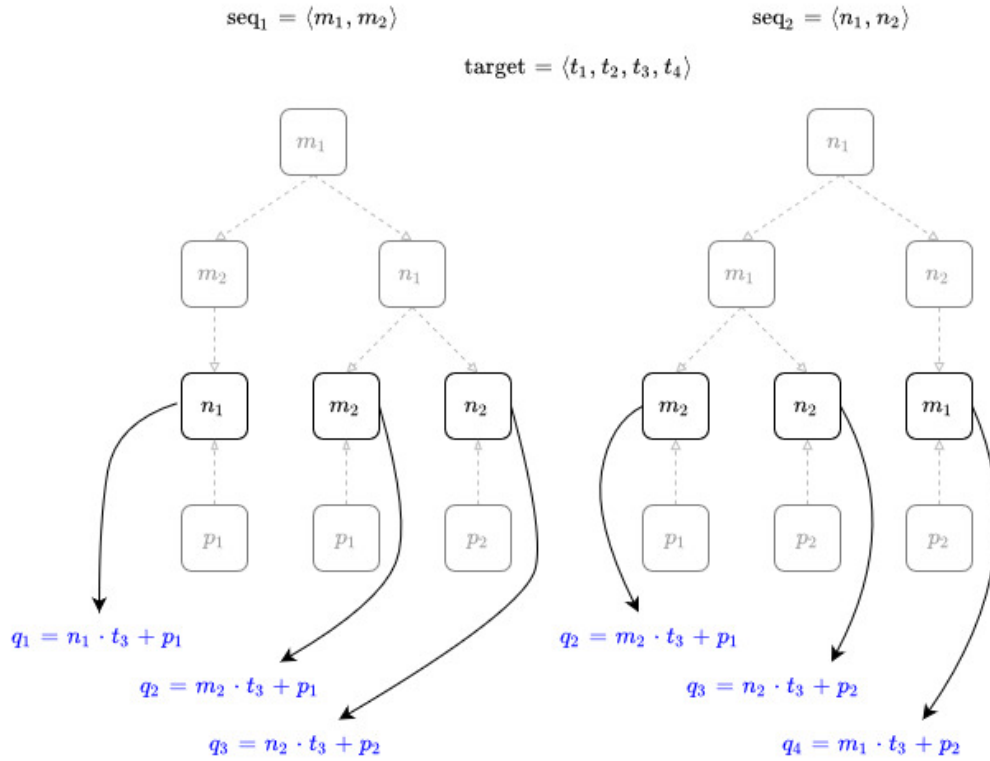 seq₁ = ⟨m₁, m₂⟩ seq₂ = ⟨n₁, n₂⟩
target = ⟨t₁, t₂, t₃, t₄⟩
m₁ n₁
m₂ n₁ m₁ n₂
n₁ m₂ n₂ m₂ n₂ m₁
p₁ p₁ p₂ p₁ p₂ p₂
q₁ = n₁ · t₃ + p₁ q₂ = m₂ · t₃ + p₁
q₂ = m₂ · t₃ + p₁ q₃ = n₂ · t₃ + p₂
q₃ = n₂ · t₃ + p₂ q₄ = m₁ · t₃ + p₂